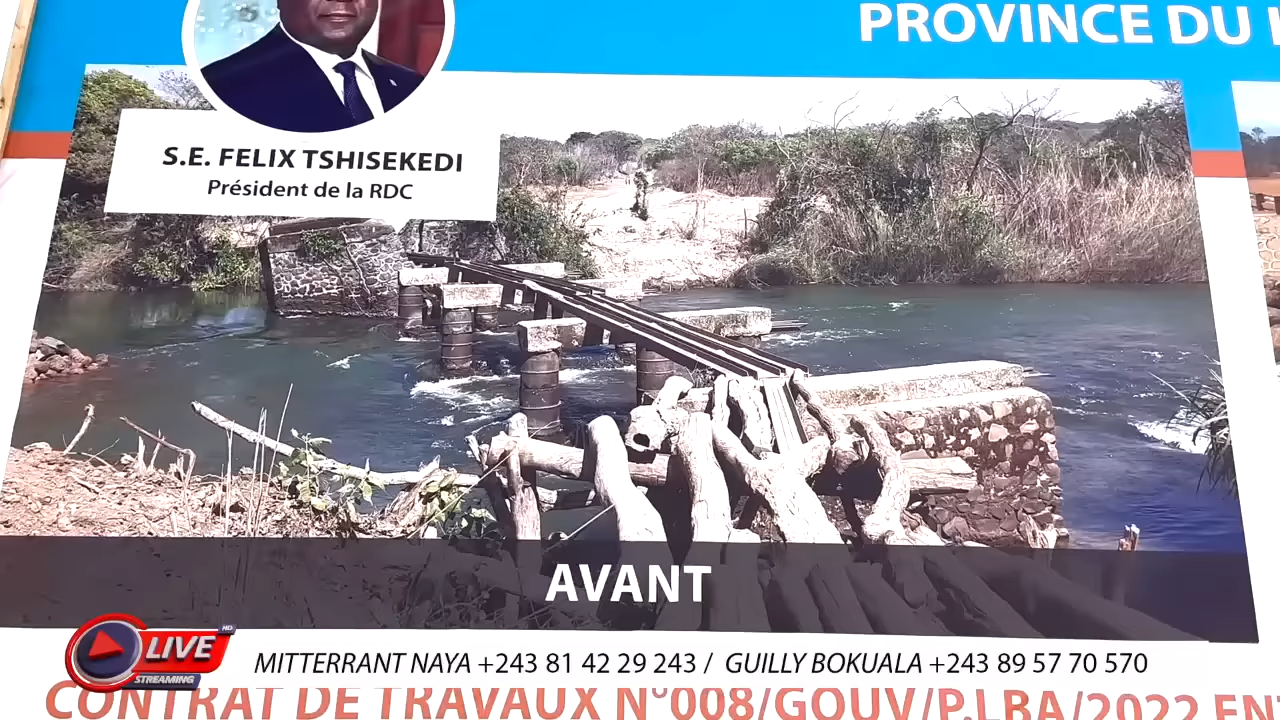 PROVINCE DU
S.E. FELIX TSHISEKEDI
Président de la RDC
AVANT
LIVE HD
STREAMING
MITTERRANT NAYA +243 81 42 29 243 / GUILLY BOKUALA +243 89 57 70 570
CONTRAT DE TRAVAUX N°008/GOUV/P.LBA/2022